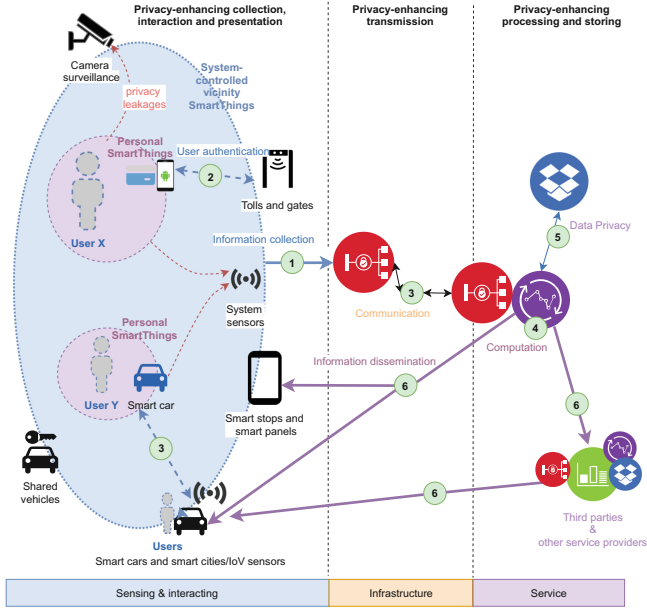 Privacy-enhancing collection,
interaction and presentation
Privacy-enhancing
transmission
Privacy-enhancing
processing and storing
Camera
surveillance
System-
controlled
vicinity
SmartThings
privacy
leakages
Personal
SmartThings
User authentication
2
Tolls and gates
User X
Data Privacy
5
Information collection
1
System
sensors
3
Communication
4
Computation
Personal
SmartThings
User Y
Smart car
Information dissemination
6
Smart stops and
smart panels
6
3
Shared
vehicles
6
Users
Smart cars and smart cities/IoV sensors
Third parties
&
other service providers
Sensing & interacting
Infrastructure
Service